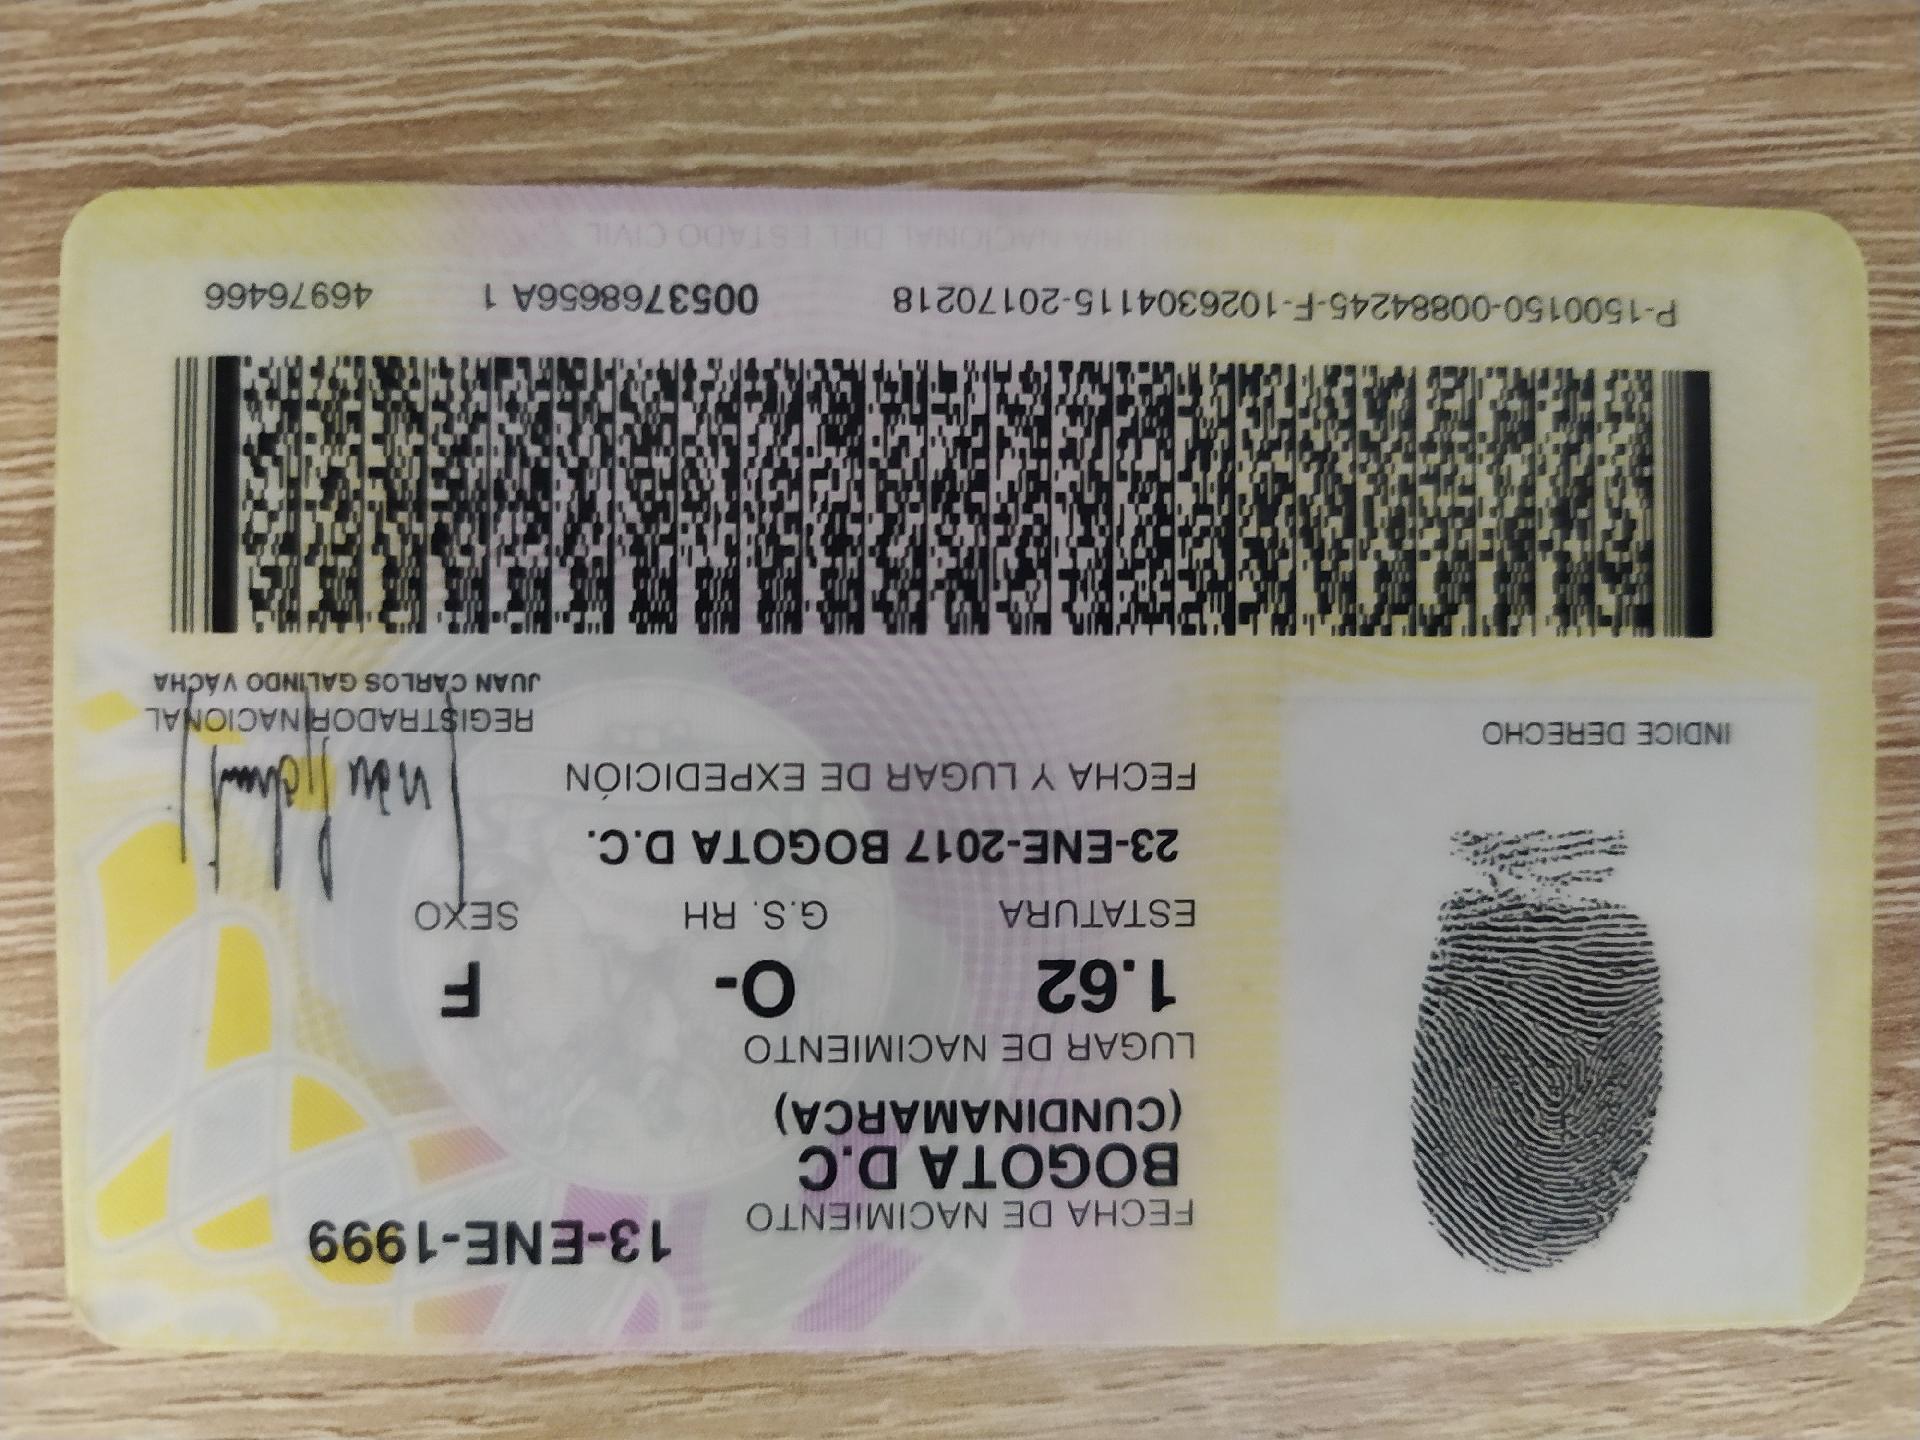 FECHA DE NACIMIENTO 13-ENE-1999
BOGOTA D.C
(CUNDINAMARCA)
LUGAR DE NACIMIENTO
1.62 O- F
ESTATURA G.S. RH SEXO
23-ENE-2017 BOGOTA D.C.
FECHA Y LUGAR DE EXPEDICIÓN
INDICE DERECHO
REGISTRADOR NACIONAL
JUAN CARLOS GALINDO VÁCHA
P-1500150-00884245-F-1026304115-20170218 0053768656A 1 46976466
REGISTRADURIA NACIONAL DEL ESTADO CIVIL